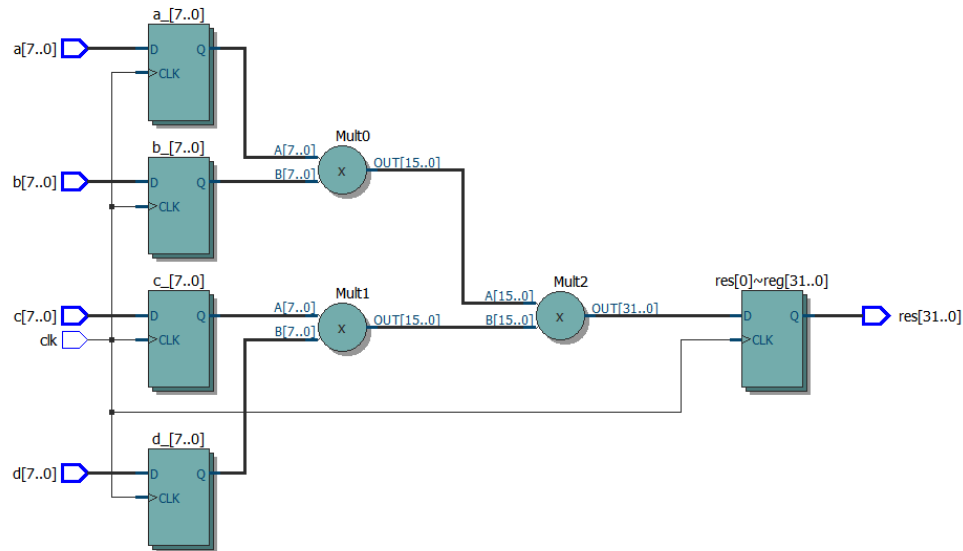 a_[7..0]
a[7..0]
D
Q
CLK
b_[7..0]
b[7..0]
D
Q
CLK
Mult0
A[7..0]
B[7..0]
x
OUT[15..0]
c_[7..0]
c[7..0]
D
Q
clk
CLK
Mult1
A[7..0]
B[7..0]
x
OUT[15..0]
d_[7..0]
d[7..0]
D
Q
CLK
Mult2
A[15..0]
B[15..0]
x
OUT[31..0]
res[0]~reg[31..0]
D
Q
CLK
res[31..0]